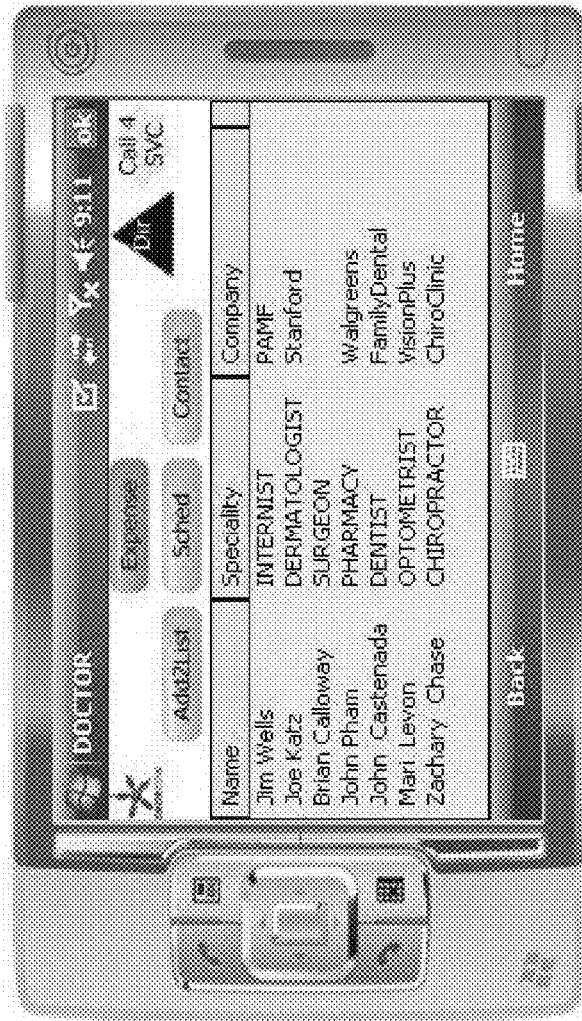 DOCTOR 9:11 ok
Expense
Call 4
SVC
Add2List Sched Contact Dir
Name Specality Company
Jim Wells INTERNIST PAMF
Joe Katz DERMATOLOGIST Stanford
Brian Calloway SURGEON
John Pham PHARMACY Walgreens
John Castenada DENTIST FamilyDental
Mari Levon OPTOMETRIST VisionPlus
Zachary Chase CHIROPRACTOR ChiroClinic
Back Home